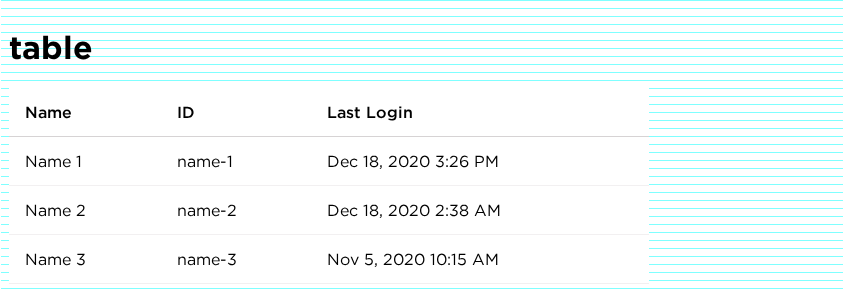 table
Name ID Last Login
Name 1 name-1 Dec 18, 2020 3:26 PM
Name 2 name-2 Dec 18, 2020 2:38 AM
Name 3 name-3 Nov 5, 2020 10:15 AM